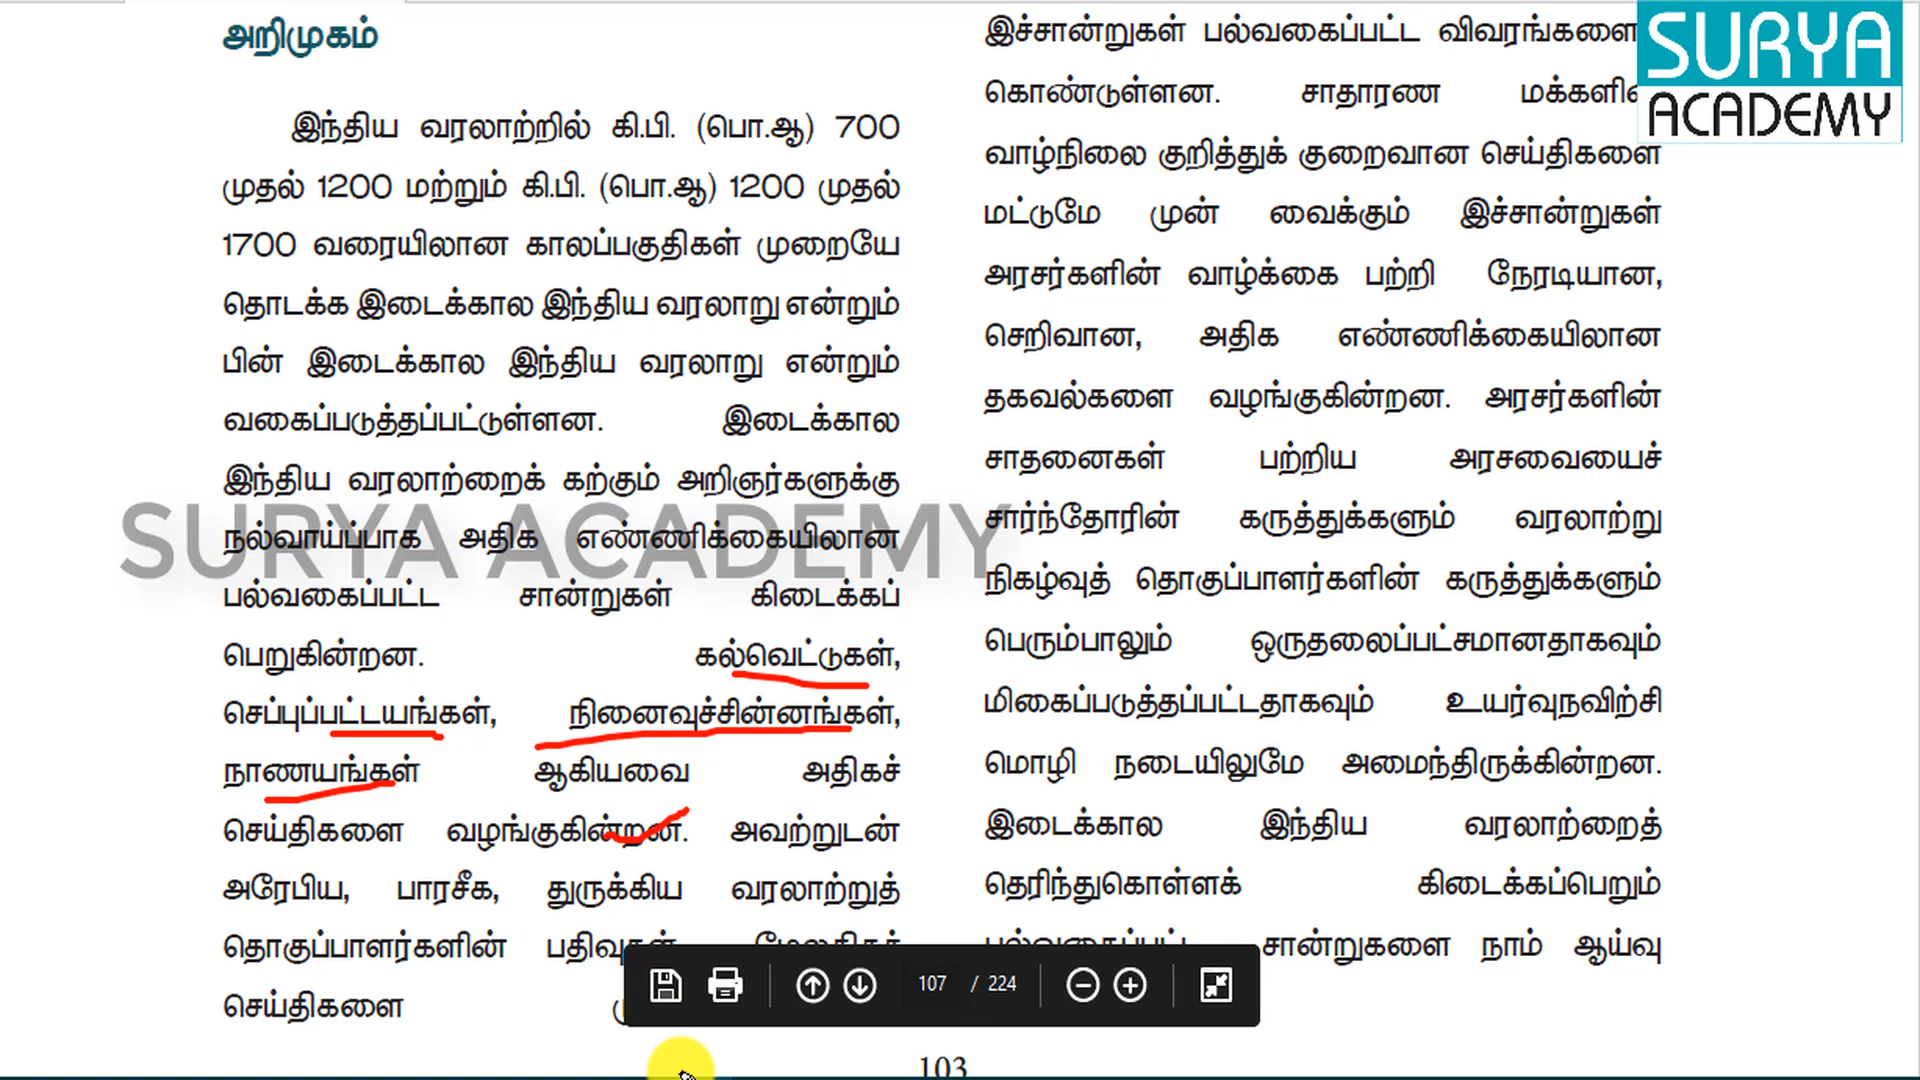 அறிமுகம்
இந்திய வரலாற்றில் கி.பி. (பொ.ஆ) 700
முதல் 1200 மற்றும் கி.பி. (பொ.ஆ) 1200 முதல்
1700 வரையிலான காலப்பகுதிகள் முறையே
தொடக்க இடைக்கால இந்திய வரலாறு என்றும்
பின் இடைக்கால இந்திய வரலாறு என்றும்
வகைப்படுத்தப்பட்டுள்ளன. இடைக்கால
இந்திய வரலாற்றைக் கற்கும் அறிஞர்களுக்கு
நல்வாய்ப்பாக அதிக எண்ணிக்கையிலான
பல்வகைப்பட்ட சான்றுகள் கிடைக்கப்
பெறுகின்றன. கல்வெட்டுகள்,
செப்புப்பட்டயங்கள், நினைவுச்சின்னங்கள்,
நாணயங்கள் ஆகியவை அதிகச்
செய்திகளை வழங்குகின்றன. அவற்றுடன்
அரேபிய, பாரசீக, துருக்கிய வரலாற்றுத்
தொகுப்பாளர்களின்
செய்திகளை
இச்சான்றுகள் பல்வகைப்பட்ட விவரங்களை
கொண்டுள்ளன. சாதாரண
வாழ்நிலை குறித்துக் குறைவான செய்திகளை
மட்டுமே முன் வைக்கும் இச்சான்றுகள்
அரசர்களின் வாழ்க்கை பற்றி நேரடியான,
செறிவான, அதிக எண்ணிக்கையிலான
தகவல்களை வழங்குகின்றன. அரசர்களின்
சாதனைகள் பற்றிய அரசவையைச்
சார்ந்தோரின் கருத்துக்களும் வரலாற்று
நிகழ்வுத் தொகுப்பாளர்களின் கருத்துக்களும்
பெரும்பாலும் ஒருதலைப்பட்சமானதாகவும்
மிகைப்படுத்தப்பட்டதாகவும் உயர்வுநவிற்சி
மொழி நடையிலுமே அமைந்திருக்கின்றன.
இடைக்கால இந்திய வரலாற்றைத்
தெரிந்துகொள்ளக் கிடைக்கப்பெறும்
சான்றுகளை நாம் ஆய்வு
SURYA
ACADEMY
SURYA ACADEMY
107 / 224
103